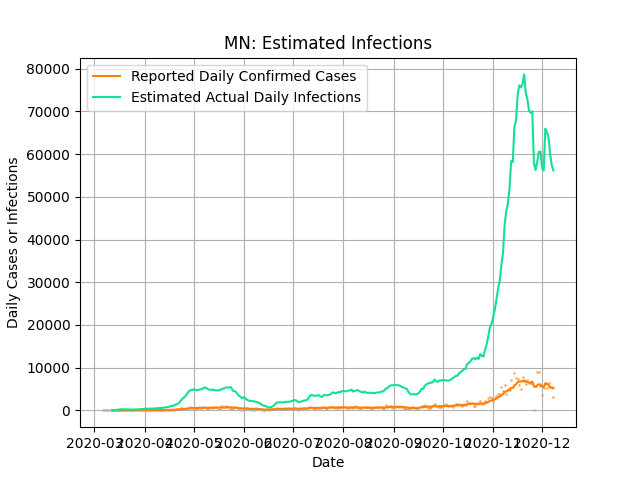 MN: Estimated Infections
Reported Daily Confirmed Cases
Estimated Actual Daily Infections
Daily Cases or Infections
80000
70000
60000
50000
40000
30000
20000
10000
0
2020-03 2020-04 2020-05 2020-06 2020-07 2020-08 2020-09 2020-10 2020-11 2020-12
Date